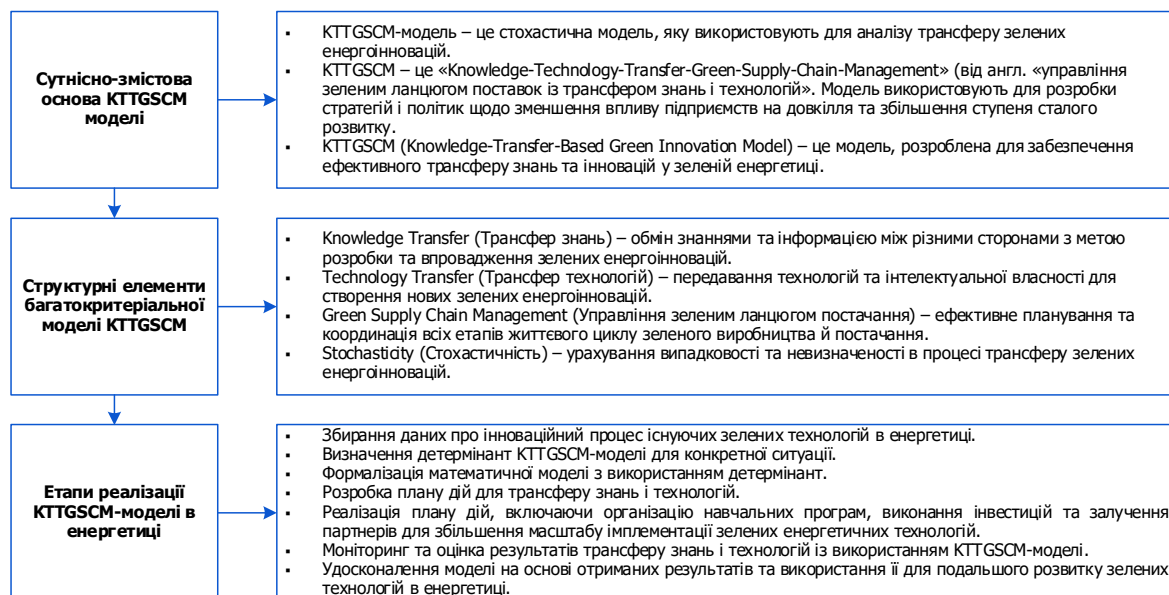 Сутнісно-змістова
основа KTTGSCM
моделі
▪ KTTGSCM-модель – це стохастична модель, яку використовують для аналізу трансферу зелених
енергоінновацій.
▪ KTTGSCM – це «Knowledge-Technology-Transfer-Green-Supply-Chain-Management» (від англ. «управління
зеленим ланцюгом поставок із трансфером знань і технологій». Модель використовують для розробки
стратегій і політик щодо зменшення впливу підприємств на довкілля та збільшення ступеня сталого
розвитку.
▪ KTTGSCM (Knowledge-Transfer-Based Green Innovation Model) – це модель, розроблена для забезпечення
ефективного трансферу знань та інновацій у зеленій енергетиці.
Структурні елементи
багатокритеріальної
моделі KTTGSCM
▪ Knowledge Transfer (Трансфер знань) – обмін знаннями та інформацією між різними сторонами з метою
розробки та впровадження зелених енергоінновацій.
▪ Technology Transfer (Трансфер технологій) – передавання технологій та інтелектуальної власності для
створення нових зелених енергоінновацій.
▪ Green Supply Chain Management (Управління зеленим ланцюгом постачання) – ефективне планування та
координація всіх етапів життєвого циклу зеленого виробництва й постачання.
▪ Stochasticity (Стохастичність) – урахування випадковості та невизначеності в процесі трансферу зелених
енергоінновацій.
Етапи реалізації
KTTGSCM-моделі в
енергетиці
▪ Збирання даних про інноваційний процес існуючих зелених технологій в енергетиці.
▪ Визначення детермінант KTTGSCM-моделі для конкретної ситуації.
▪ Формалізація математичної моделі з використанням детермінант.
▪ Розробка плану дій для трансферу знань і технологій.
▪ Реалізація плану дій, включаючи організацію навчальних програм, виконання інвестицій та залучення
партнерів для збільшення масштабу імплементації зелених енергетичних технологій.
▪ Моніторинг та оцінка результатів трансферу знань і технологій із використанням KTTGSCM-моделі.
▪ Удосконалення моделі на основі отриманих результатів та використання її для подальшого розвитку зелених
технологій в енергетиці.